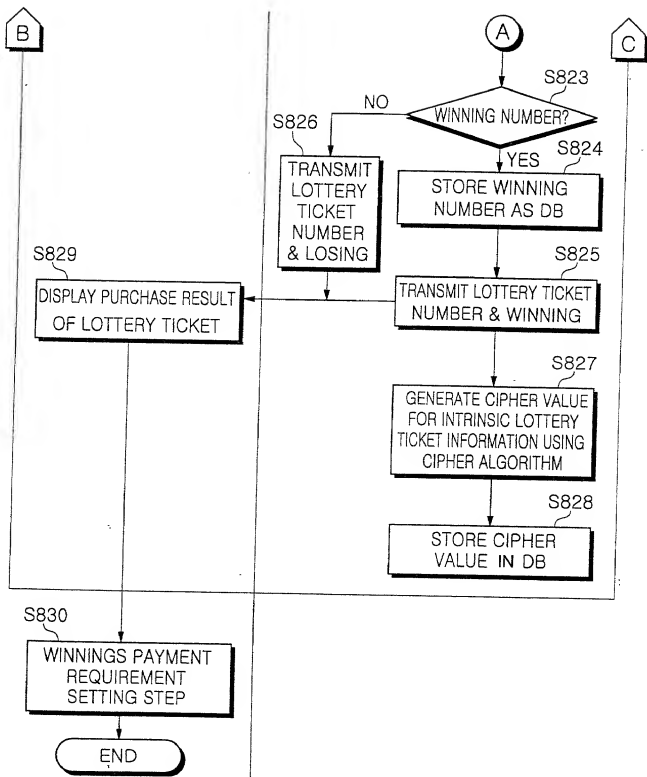 B
A
C
S823
WINNING NUMBER?
NO
YES
S826
TRANSMIT
LOTTERY
TICKET
NUMBER
& LOSING
S824
STORE WINNING
NUMBER AS DB
S829
DISPLAY PURCHASE RESULT
OF LOTTERY TICKET
S825
TRANSMIT LOTTERY TICKET
NUMBER & WINNING
S827
GENERATE CIPHER VALUE
FOR INTRINSIC LOTTERY
TICKET INFORMATION USING
CIPHER ALGORITHM
S828
STORE CIPHER
VALUE IN DB
S830
WINNINGS PAYMENT
REQUIREMENT
SETTING STEP
END